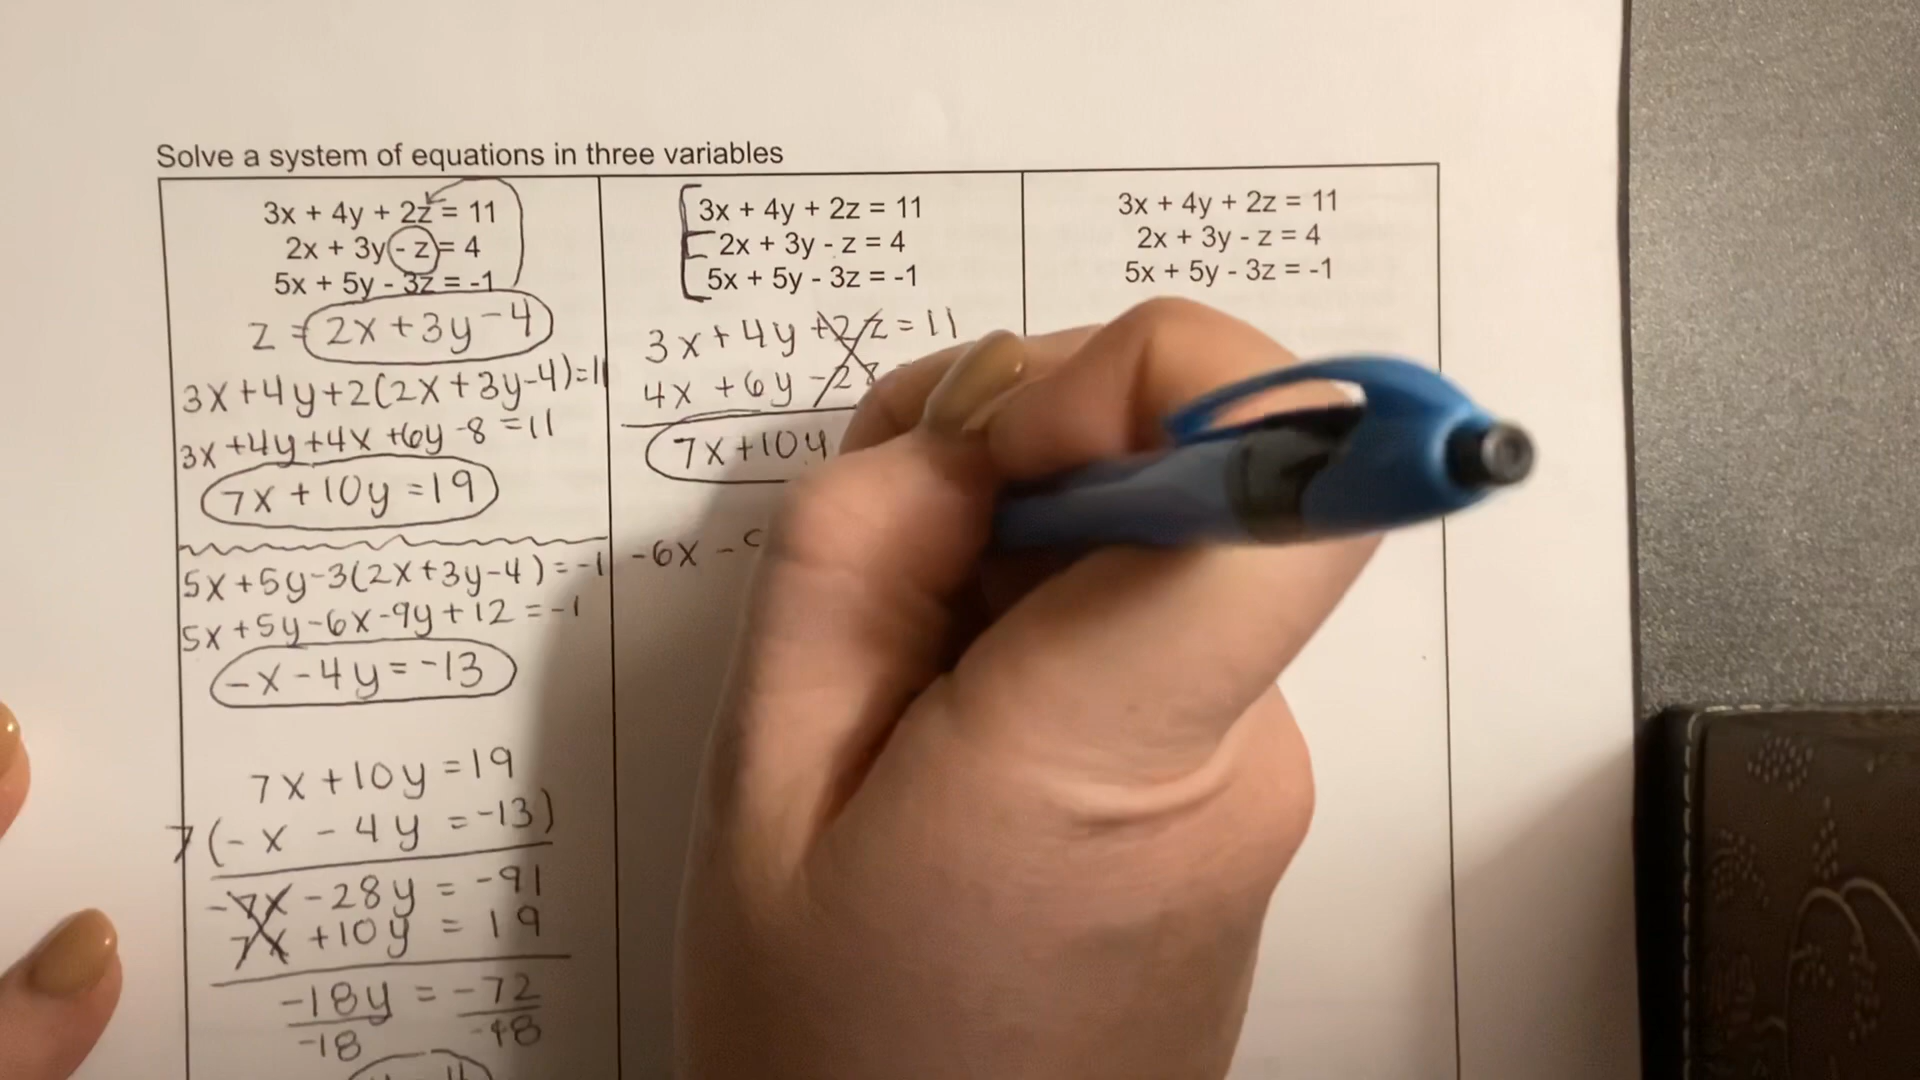 Solve a system of equations in three variables
3x + 4y + 2z = 11
2x + 3y - z = 4
5x + 5y - 3z = -1
z = 2x+3y-4
3x+4y+2(2x+3y-4)=11
3x+4y+4x+6y-8=11
7x+10y=19
5x+5y-3(2x+3y-4)=-1
5x+5y-6x-9y+12=-1
-x-4y=-13
7x+10y=19
7(-x-4y=-13)
-7x-28y=-91
7x+10y=19
-18y = -72
-18 -18
3x + 4y + 2z = 11
2x + 3y - z = 4
5x + 5y - 3z = -1
3x+4y+2z=11
4x+6y-2z
7x+10y
-6x -
3x + 4y + 2z = 11
2x + 3y - z = 4
5x + 5y - 3z = -1